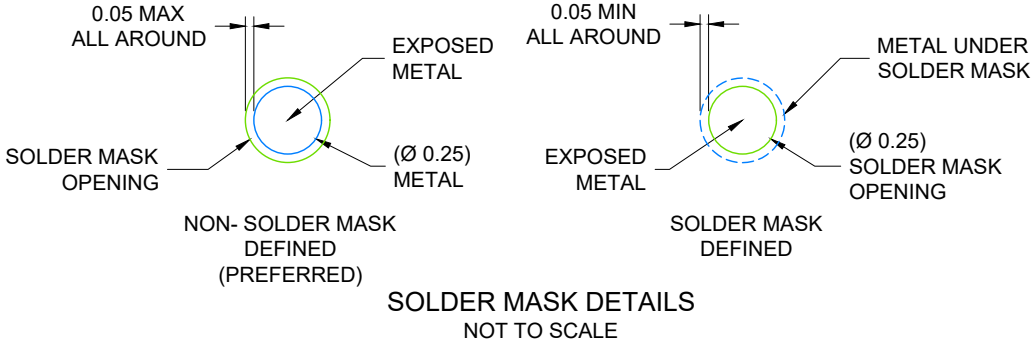 0.05 MAX
ALL AROUND
EXPOSED
METAL
SOLDER MASK
OPENING
(Ø 0.25)
METAL
NON- SOLDER MASK
DEFINED
(PREFERRED)
0.05 MIN
ALL AROUND
METAL UNDER
SOLDER MASK
EXPOSED
METAL
(Ø 0.25)
SOLDER MASK
OPENING
SOLDER MASK
DEFINED
SOLDER MASK DETAILS
NOT TO SCALE